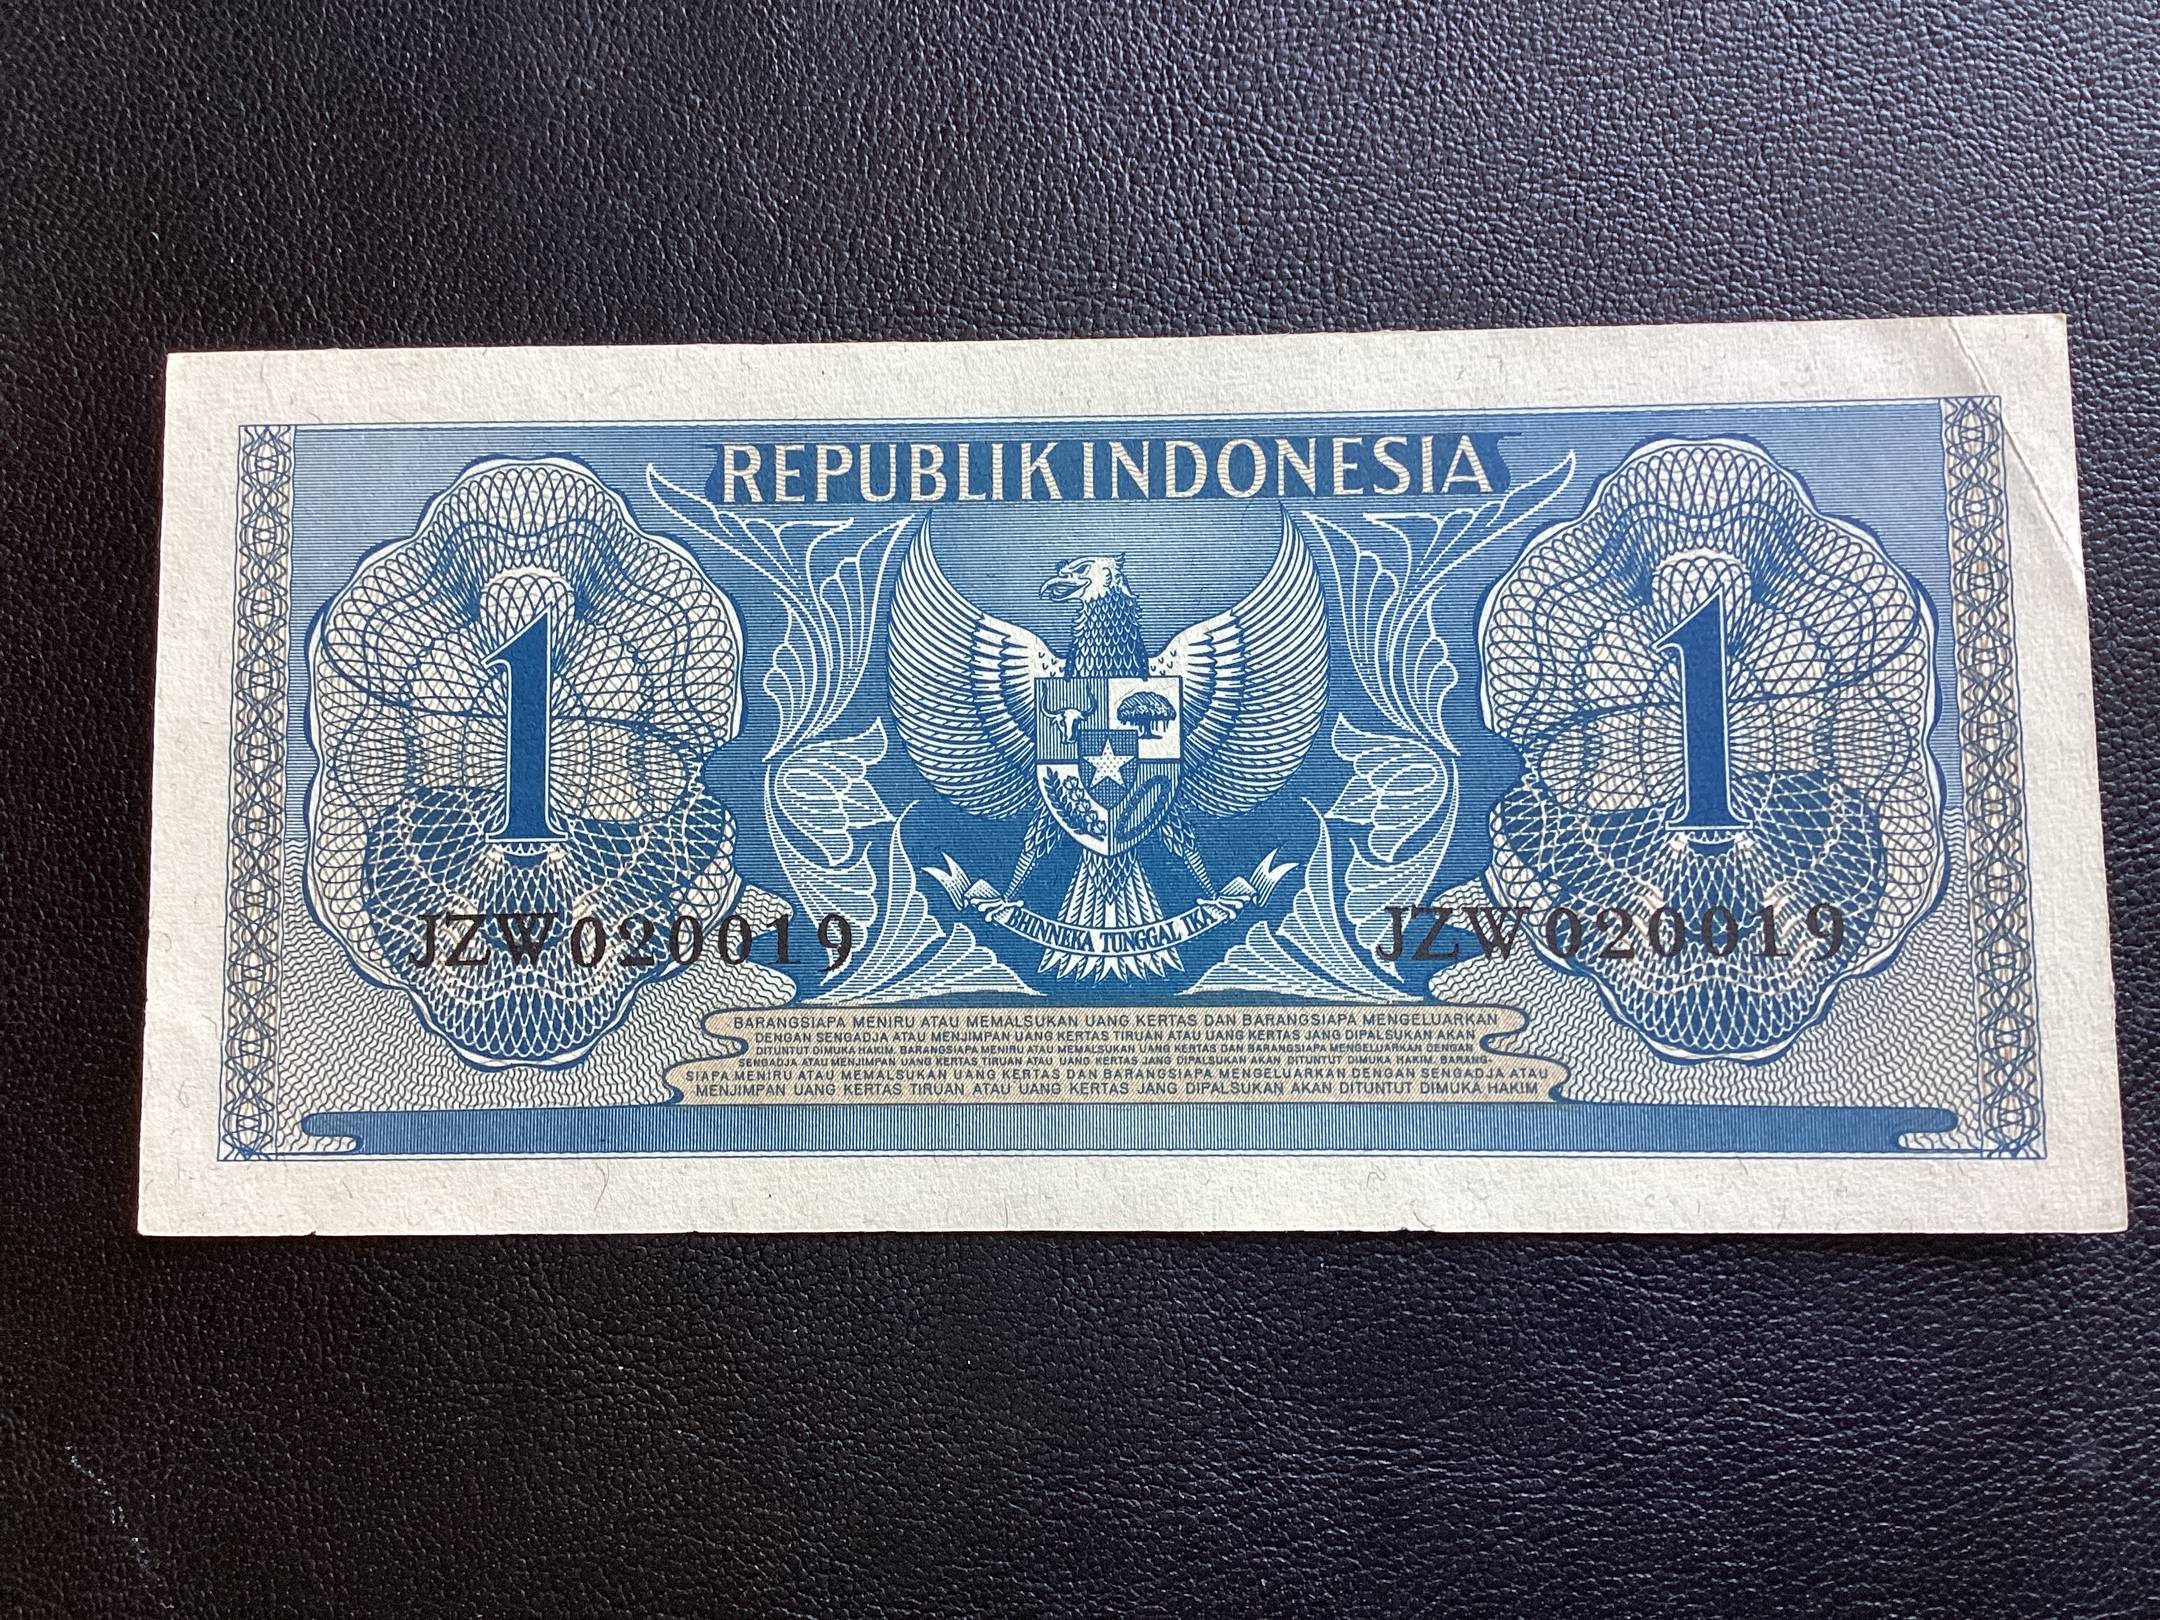 REPUBLIK INDONESIA
1
1
BHINNEKA TUNGGAL IKA
JZW020019
JZW020019
BARANGSIAPA MENIRU ATAU MEMALSUKAN UANG KERTAS DAN BARANGSIAPA MENGELUARKAN
DENGAN SENGADJA ATAU MENJIMPAN UANG KERTAS TIRUAN ATAU UANG KERTAS JANG DIPALSUKAN AKAN
DITUNTUT DIMUKA HAKIM. BARANGSIAPA MENIRU ATAU MEMALSUKAN UANG KERTAS DAN BARANGSIAPA MENGELUARKAN DENGAN
SENGADJA ATAU MENJIMPAN UANG KERTAS TIRUAN ATAU UANG KERTAS JANG DIPALSUKAN AKAN DITUNTUT DIMUKA HAKIM. BARANG
SIAPA MENIRU ATAU MEMALSUKAN UANG KERTAS DAN BARANGSIAPA MENGELUARKAN DENGAN SENGADJA ATAU
MENJIMPAN UANG KERTAS TIRUAN ATAU UANG KERTAS JANG DIPALSUKAN AKAN DITUNTUT DIMUKA HAKIM